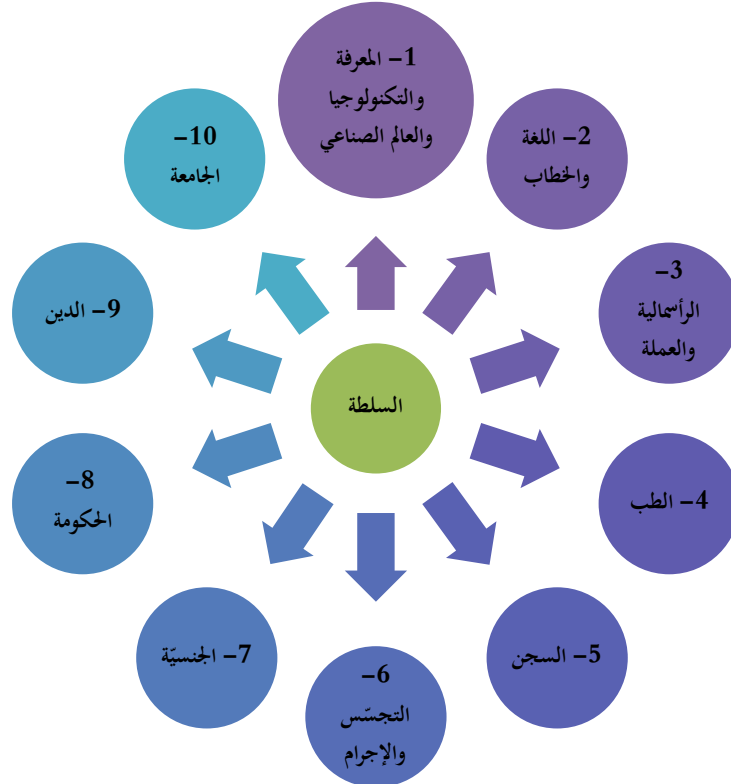 1– المعرفة
والتكنولوجيا
والعالم الصناعي
2– اللغة
والخطاب
3–
الرأسمالية
والعملة
4– الطب
5– السجن
6–
التجسّس
والإجرام
7– الجنسيّة
8–
الحكومة
9– الدين
10–
الجامعة
السلطة